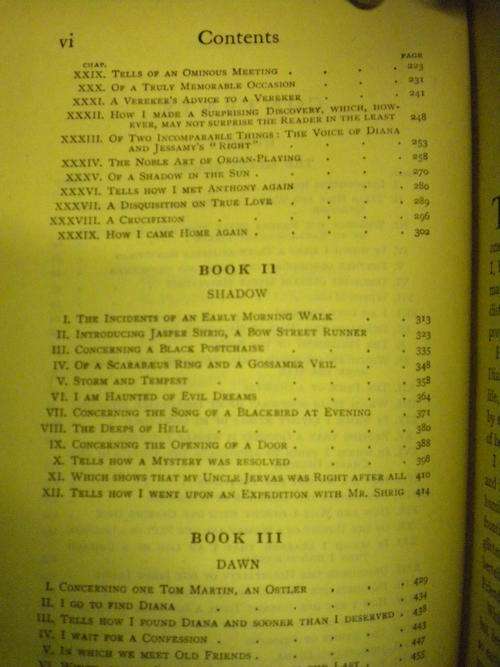 vi Contents
CHAP. PAGE
XXIX. TELLS OF AN OMINOUS MEETING . . . . 223
XXX. OF A TRULY MEMORABLE OCCASION . . . 231
XXXI. A VEREKER'S ADVICE TO A VEREKER . . . 241
XXXII. HOW I MADE A SURPRISING DISCOVERY, WHICH, HOW-
EVER, MAY NOT SURPRISE THE READER IN THE LEAST 248
XXXIII. OF TWO INCOMPARABLE THINGS: THE VOICE OF DIANA
AND JESSAMY'S "RIGHT" . . . . 253
XXXIV. THE NOBLE ART OF ORGAN-PLAYING . . . 258
XXXV. OF A SHADOW IN THE SUN . . . . . 270
XXXVI. TELLS HOW I MET ANTHONY AGAIN . . . 280
XXXVII. A DISQUISITION ON TRUE LOVE . . . . 289
XXXVIII. A CRUCIFIXION . . . . . . 296
XXXIX. HOW I CAME HOME AGAIN . . . . . 302
BOOK II
SHADOW
I. THE INCIDENTS OF AN EARLY MORNING WALK . . 313
II. INTRODUCING JASPER SHRIG, A BOW STREET RUNNER 323
III. CONCERNING A BLACK POSTCHAISE . . . . 335
IV. OF A SCARABÆUS RING AND A GOSSAMER VEIL . . 348
V. STORM AND TEMPEST . . . . . . 358
VI. I AM HAUNTED OF EVIL DREAMS . . . . 364
VII. CONCERNING THE SONG OF A BLACKBIRD AT EVENING . 371
VIII. THE DEEPS OF HELL . . . . . . 380
IX. CONCERNING THE OPENING OF A DOOR . . . . 388
X. TELLS HOW A MYSTERY WAS RESOLVED . . . 398
XI. WHICH SHOWS THAT MY UNCLE JERVAS WAS RIGHT AFTER ALL 410
XII. TELLS HOW I WENT UPON AN EXPEDITION WITH MR. SHRIG 414
BOOK III
DAWN
I. CONCERNING ONE TOM MARTIN, AN OSTLER . . . 429
II. I GO TO FIND DIANA . . . . . . 434
III. TELLS HOW I FOUND DIANA AND SOONER THAN I DESERVED . 438
IV. I WAIT FOR A CONFESSION . . . . . 443
V. IN WHICH WE MEET OLD FRIENDS . . . . 447
455